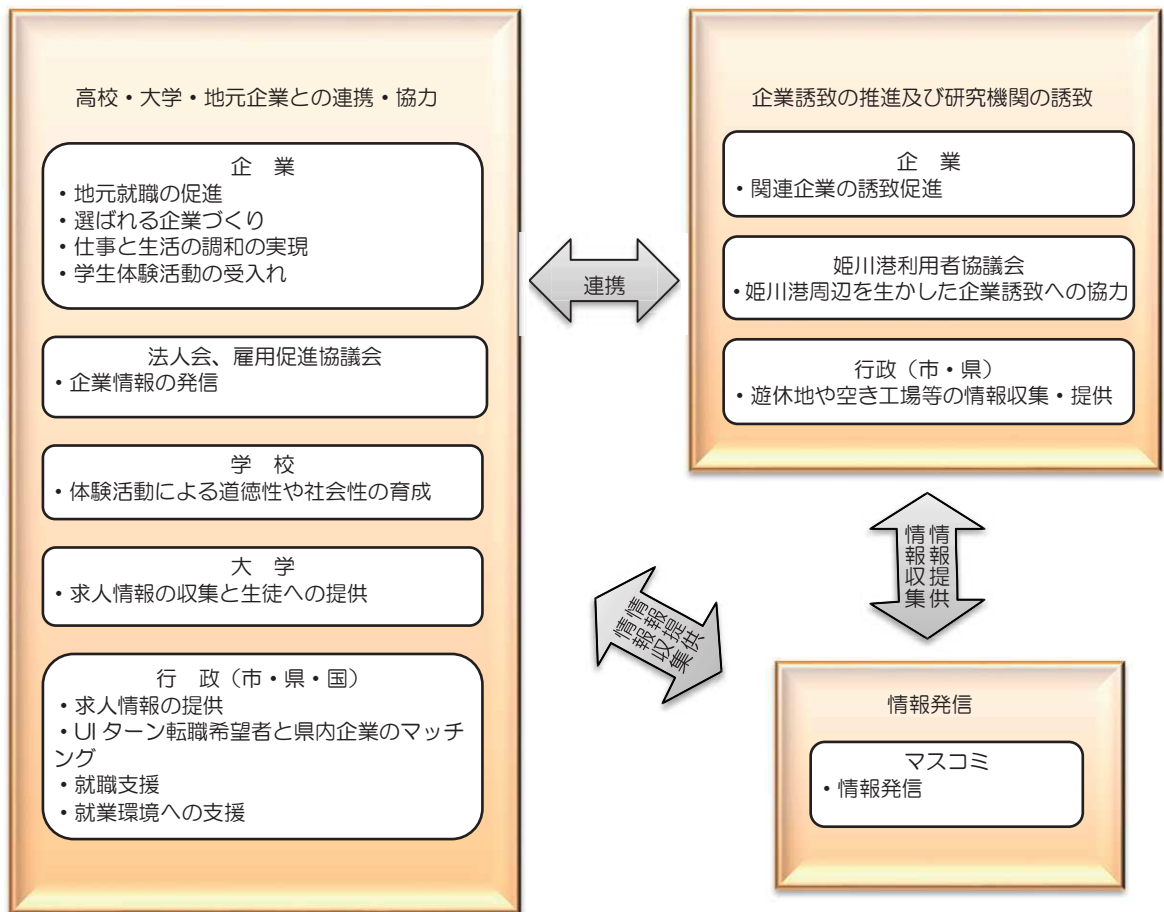 高校・大学・地元企業との連携・協力
企　業
・地元就職の促進
・選ばれる企業づくり
・仕事と生活の調和の実現
・学生体験活動の受入れ
法人会、雇用促進協議会
・企業情報の発信
学　校
・体験活動による道徳性や社会性の育成
大　学
・求人情報の収集と生徒への提供
行　政（市・県・国）
・求人情報の提供
・UIターン転職希望者と県内企業のマッチ
ング
・就職支援
・就業環境への支援
連携
企業誘致の推進及び研究機関の誘致
企　業
・関連企業の誘致促進
姫川港利用者協議会
・姫川港周辺を生かした企業誘致への協力
行政（市・県）
・遊休地や空き工場等の情報収集・提供
情報提供
情報収集
情報提供
情報収集
情報発信
マスコミ
・情報発信